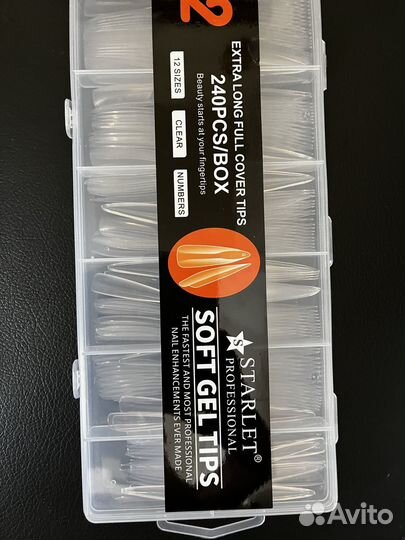 2
EXTRA LONG FULL COVER TIPS
240PCS/BOX
Beauty starts at your fingertips
12 SIZES
CLEAR
NUMBERS
S
STARLET®
PROFESSIONAL
SOFT GEL TIPS
THE FASTEST AND MOST PROFESSIONAL
NAIL ENHANCEMENTS EVER MADE
Avito